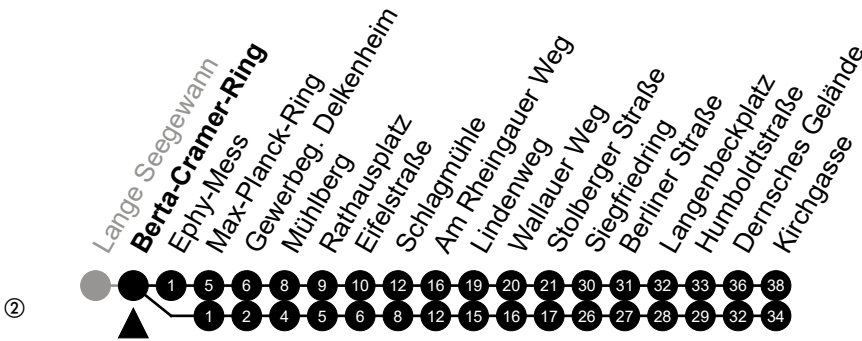 Lange Seegewann
Berta-Cramer-Ring
Ephy-Mess
Max-Planck-Ring
Gewerbeg. Delkenheim
Mühlberg
Rathausplatz
Eifelstraße
Schlagmühle
Am Rheingauer Weg
Lindenweg
Wallauer Weg
Stolberger Straße
Siegfriedring
Berliner Straße
Langenbeckplatz
Humboldtstraße
Dernsches Gelände
Kirchgasse
1 5 6 8 9 10 12 16 19 20 21 30 31 32 33 36 38
② 1 2 4 5 6 8 12 15 16 17 26 27 28 29 32 34